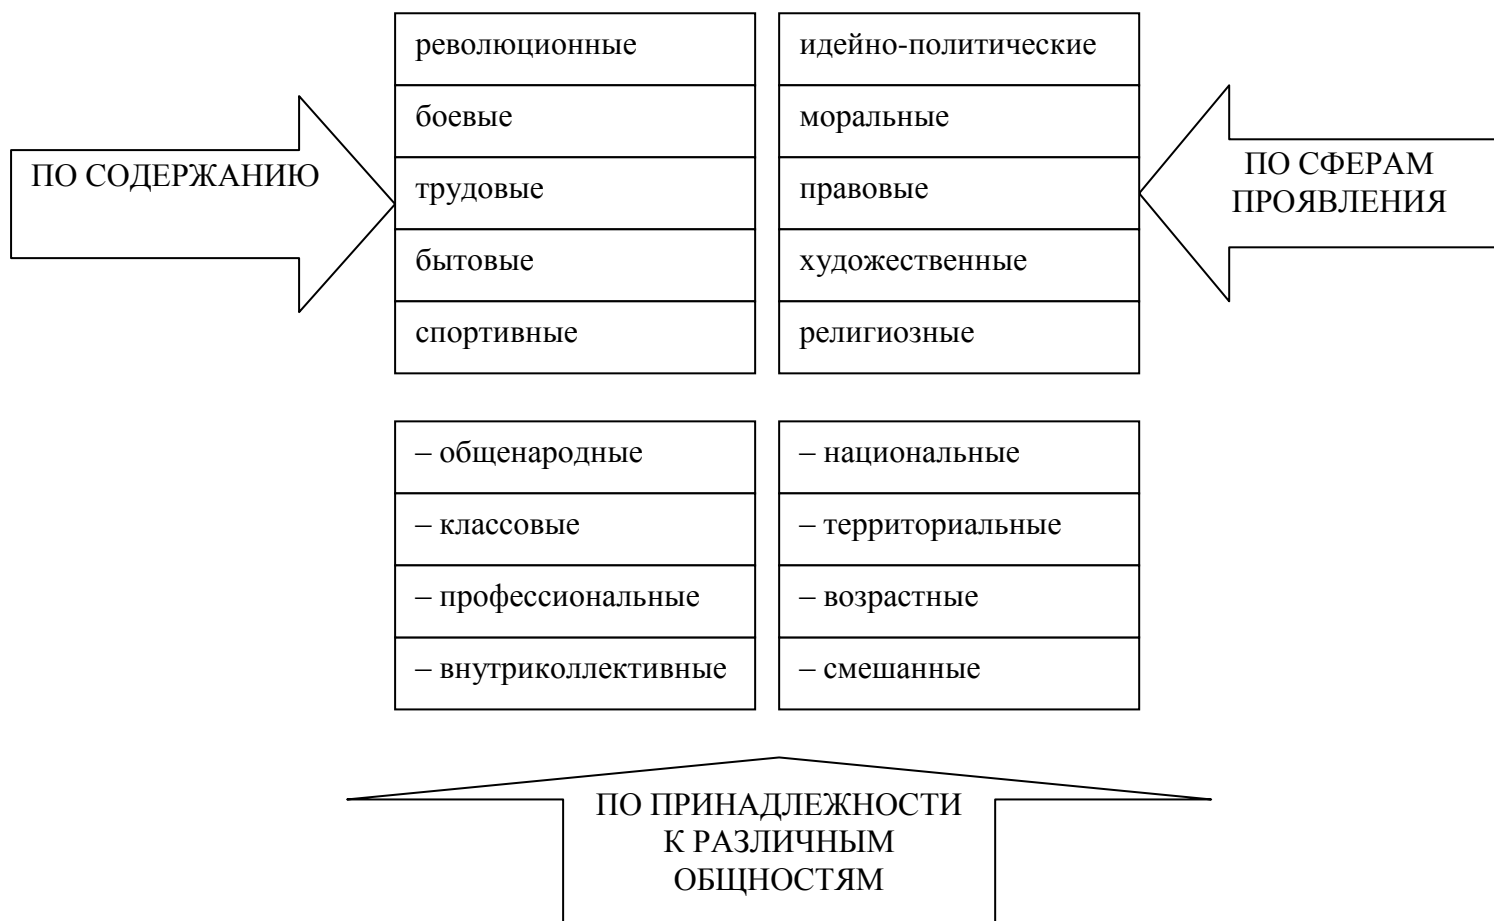 ПО СОДЕРЖАНИЮ
революционные
боевые
трудовые
бытовые
спортивные
идейно-политические
моральные
правовые
художественные
религиозные
ПО СФЕРАМ
ПРОЯВЛЕНИЯ
– общенародные
– классовые
– профессиональные
– внутриколлективные
– национальные
– территориальные
– возрастные
– смешанные
ПО ПРИНАДЛЕЖНОСТИ
К РАЗЛИЧНЫМ
ОБЩНОСТЯМ